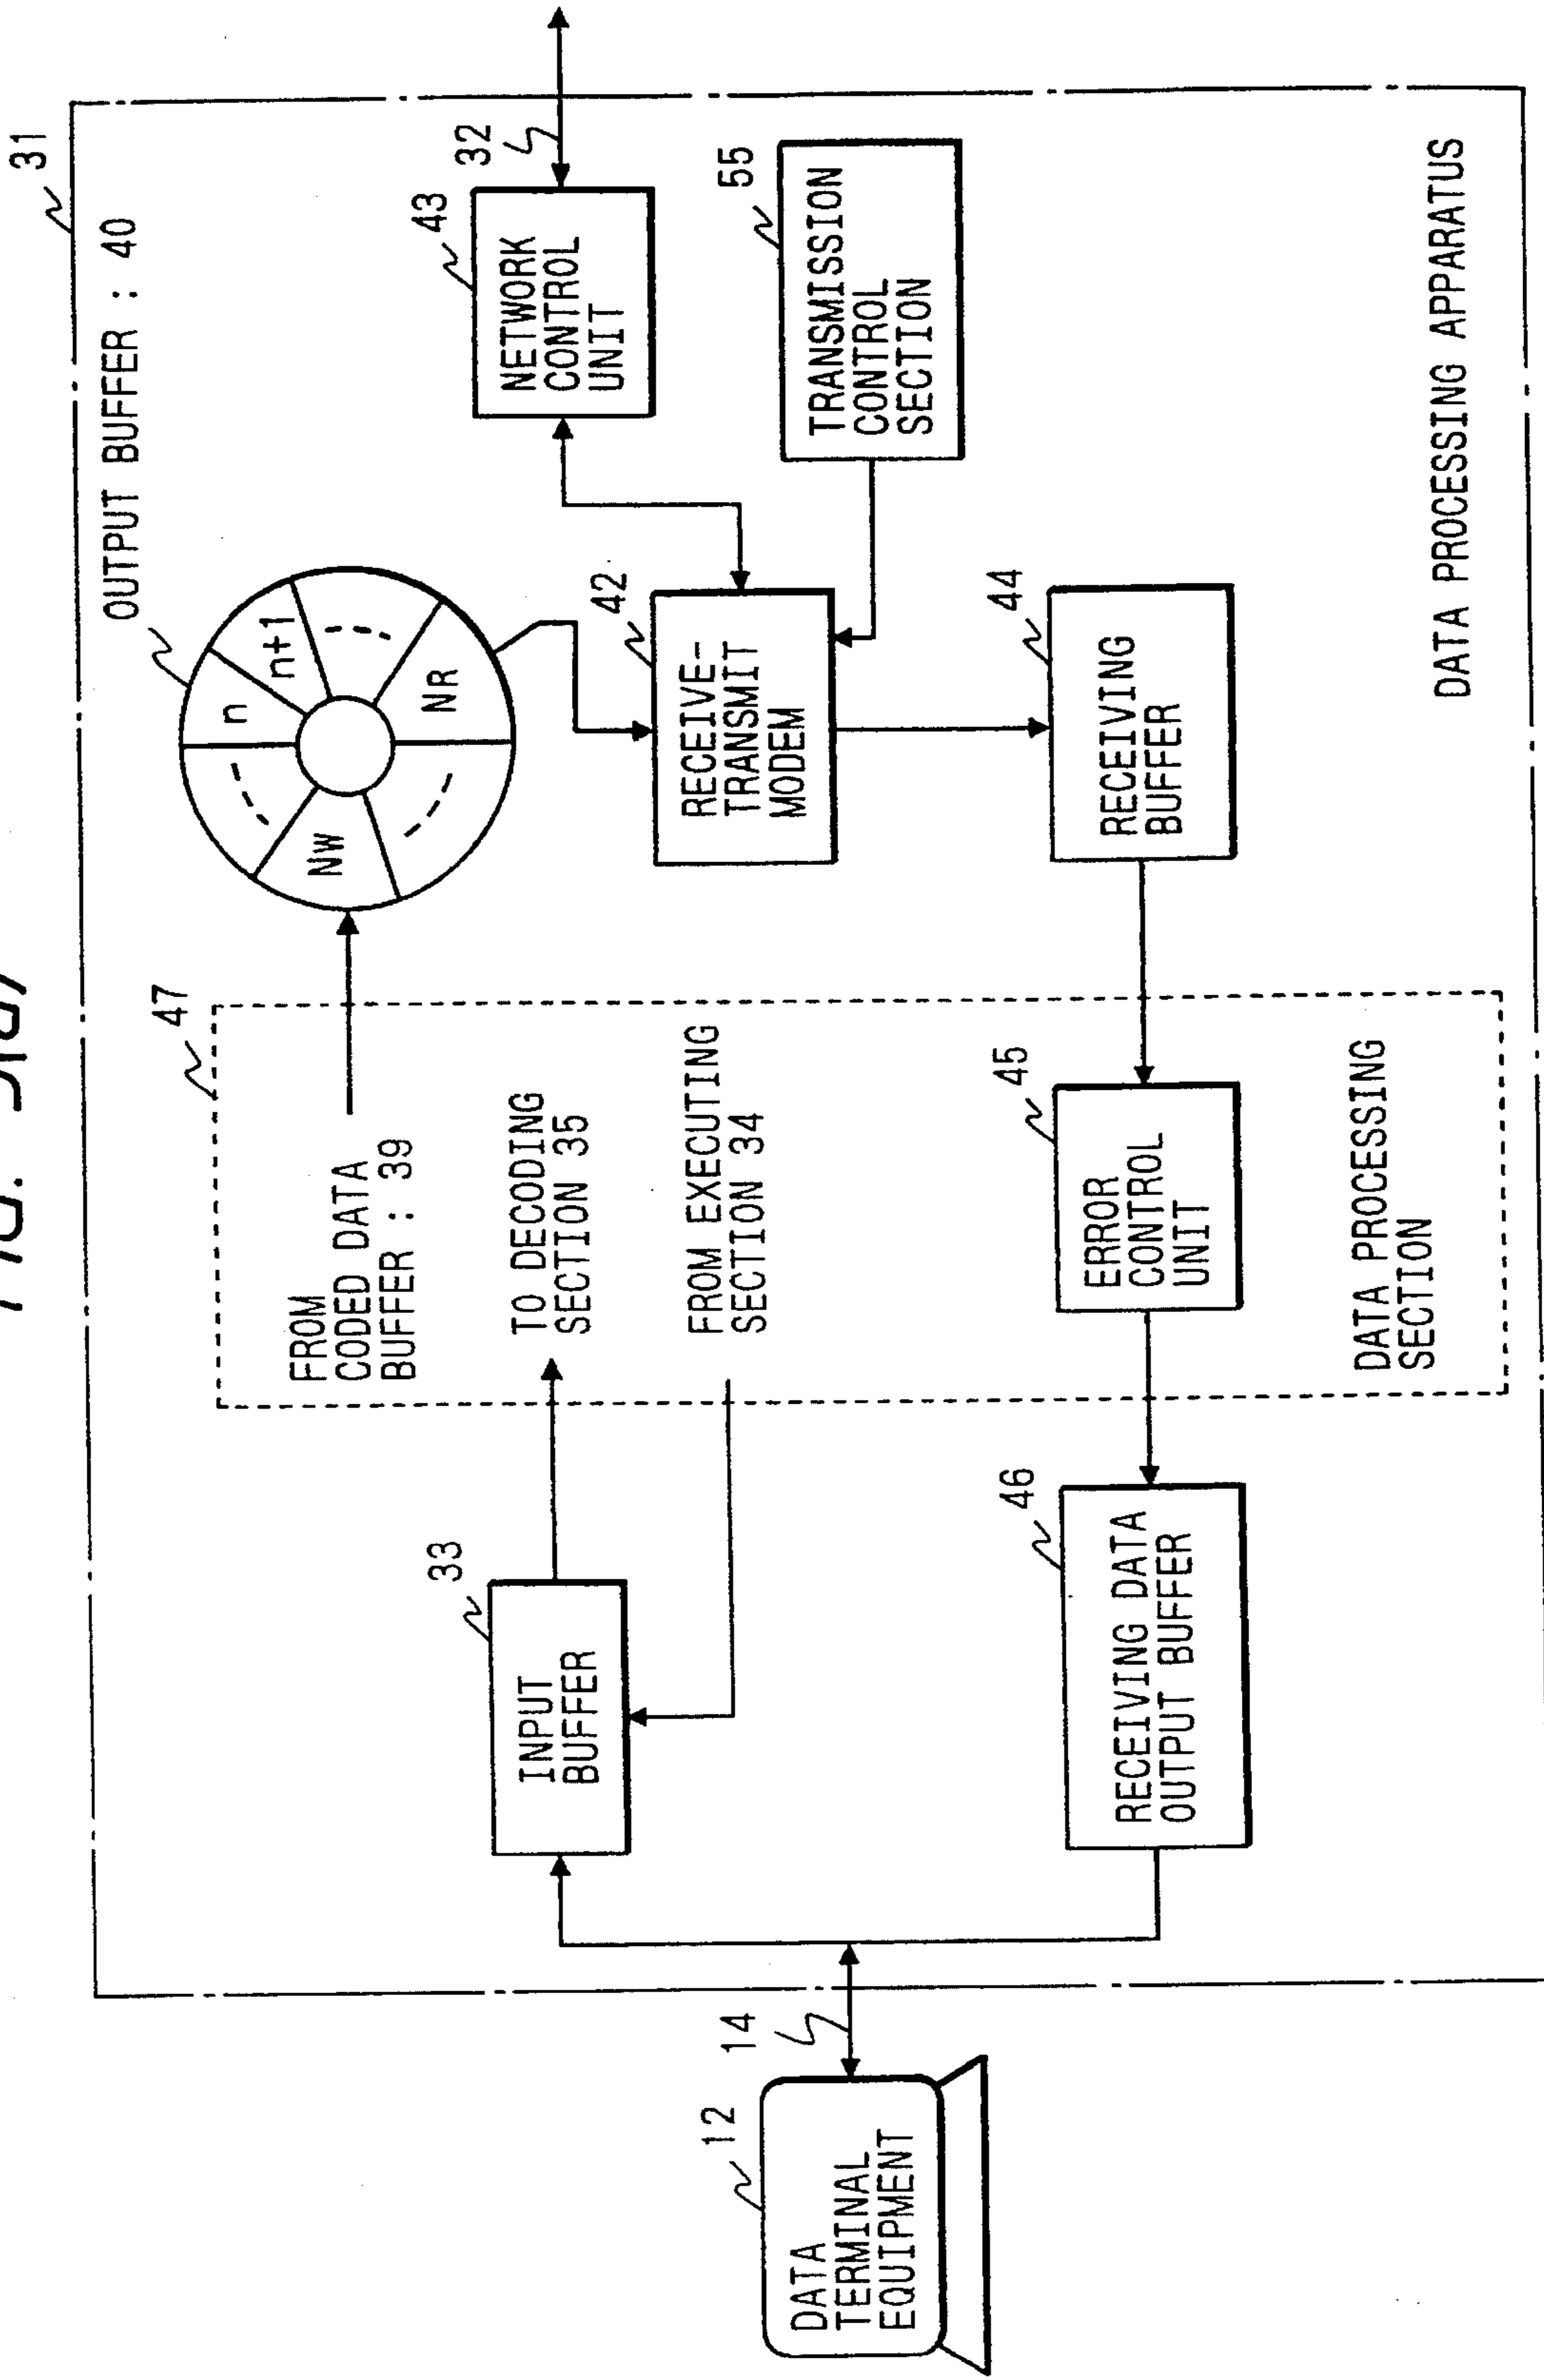 31
OUTPUT BUFFER : 40
n
n+1
NR
NW
47
FROM
CODED DATA
BUFFER : 39
32
43
NETWORK
CONTROL
UNIT
TO DECODING
SECTION 35
33
INPUT
BUFFER
42
RECEIVE-
TRANSMIT
MODEM
55
TRANSMISSION
CONTROL
SECTION
FROM EXECUTING
SECTION 34
14
12
DATA
TERMINAL
EQUIPMENT
44
RECEIVING
BUFFER
45
ERROR
CONTROL
UNIT
46
RECEIVING DATA
OUTPUT BUFFER
DATA PROCESSING
SECTION
DATA PROCESSING APPARATUS